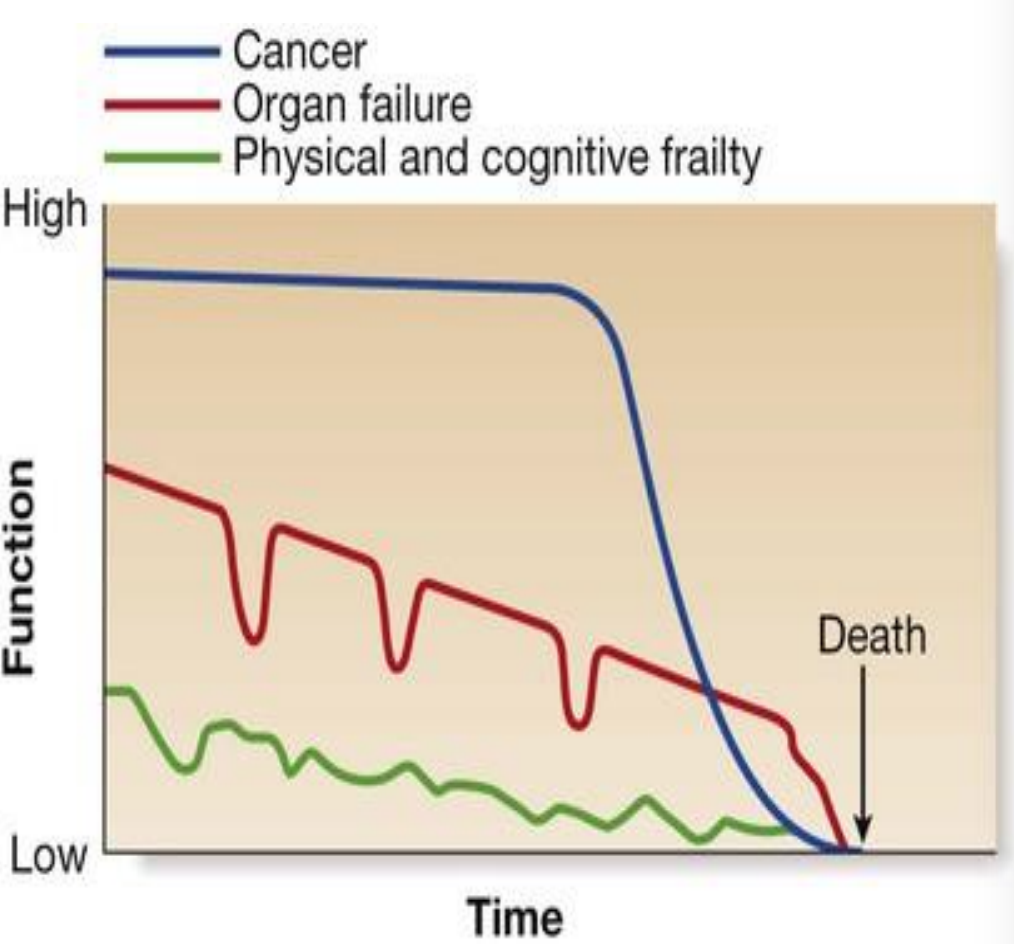 Cancer
Organ failure
Physical and cognitive frailty
High
Function
Death
Low
Time